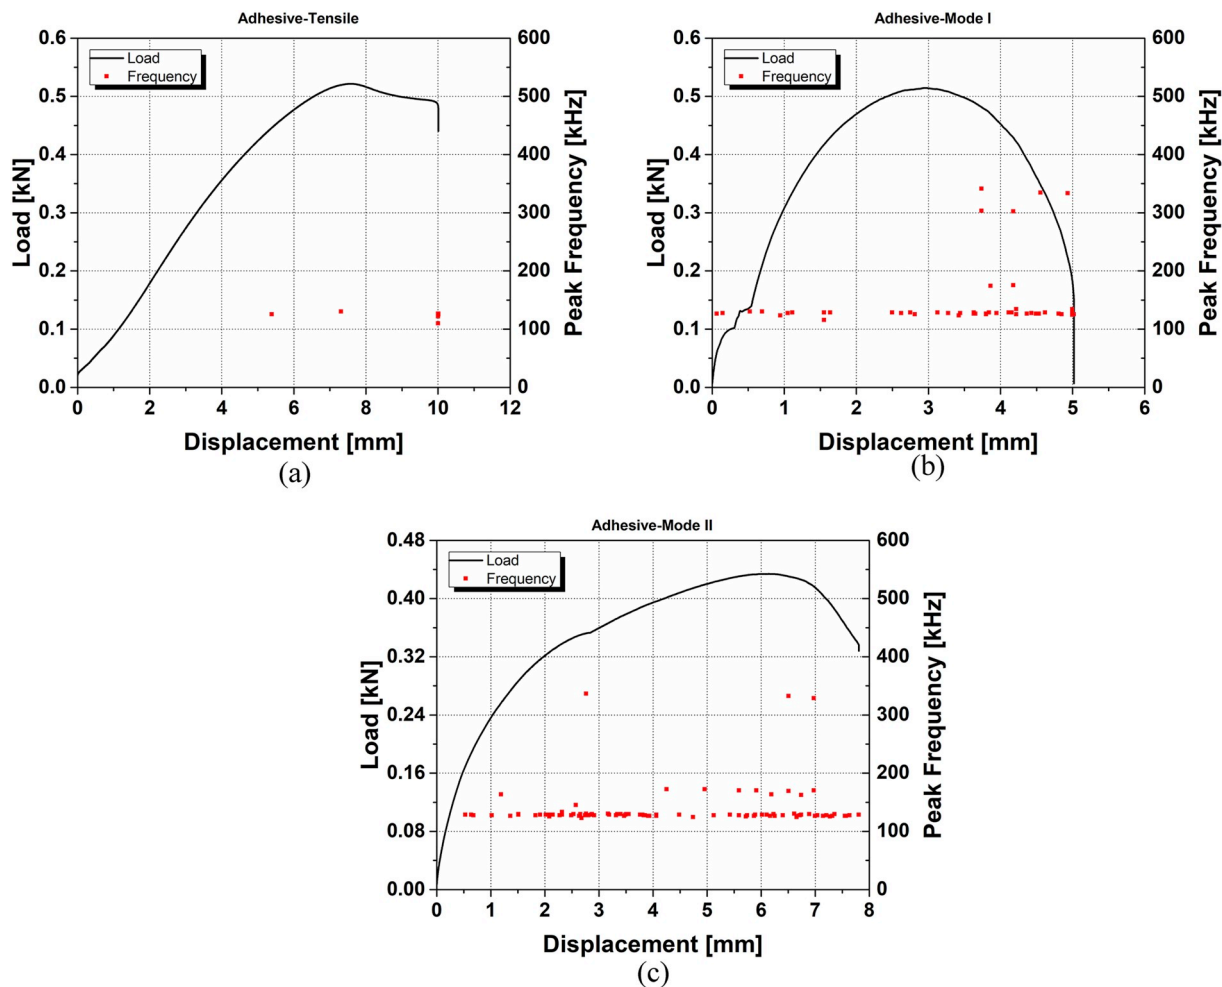 Adhesive-Tensile
Load
Frequency
Load [kN]
0.6
0.5
0.4
0.3
0.2
0.1
0.0
600
500
400
300
200
100
0
Peak Frequency [kHz]
0 2 4 6 8 10 12
Displacement [mm]
(a)
Adhesive-Mode I
Load
Frequency
Load [kN]
0.6
0.5
0.4
0.3
0.2
0.1
0.0
600
500
400
300
200
100
0
Peak Frequency [kHz]
0 1 2 3 4 5 6
Displacement [mm]
(b)
Adhesive-Mode II
Load
Frequency
Load [kN]
0.48
0.40
0.32
0.24
0.16
0.08
0.00
600
500
400
300
200
100
0
Peak Frequency [kHz]
0 1 2 3 4 5 6 7 8
Displacement [mm]
(c)